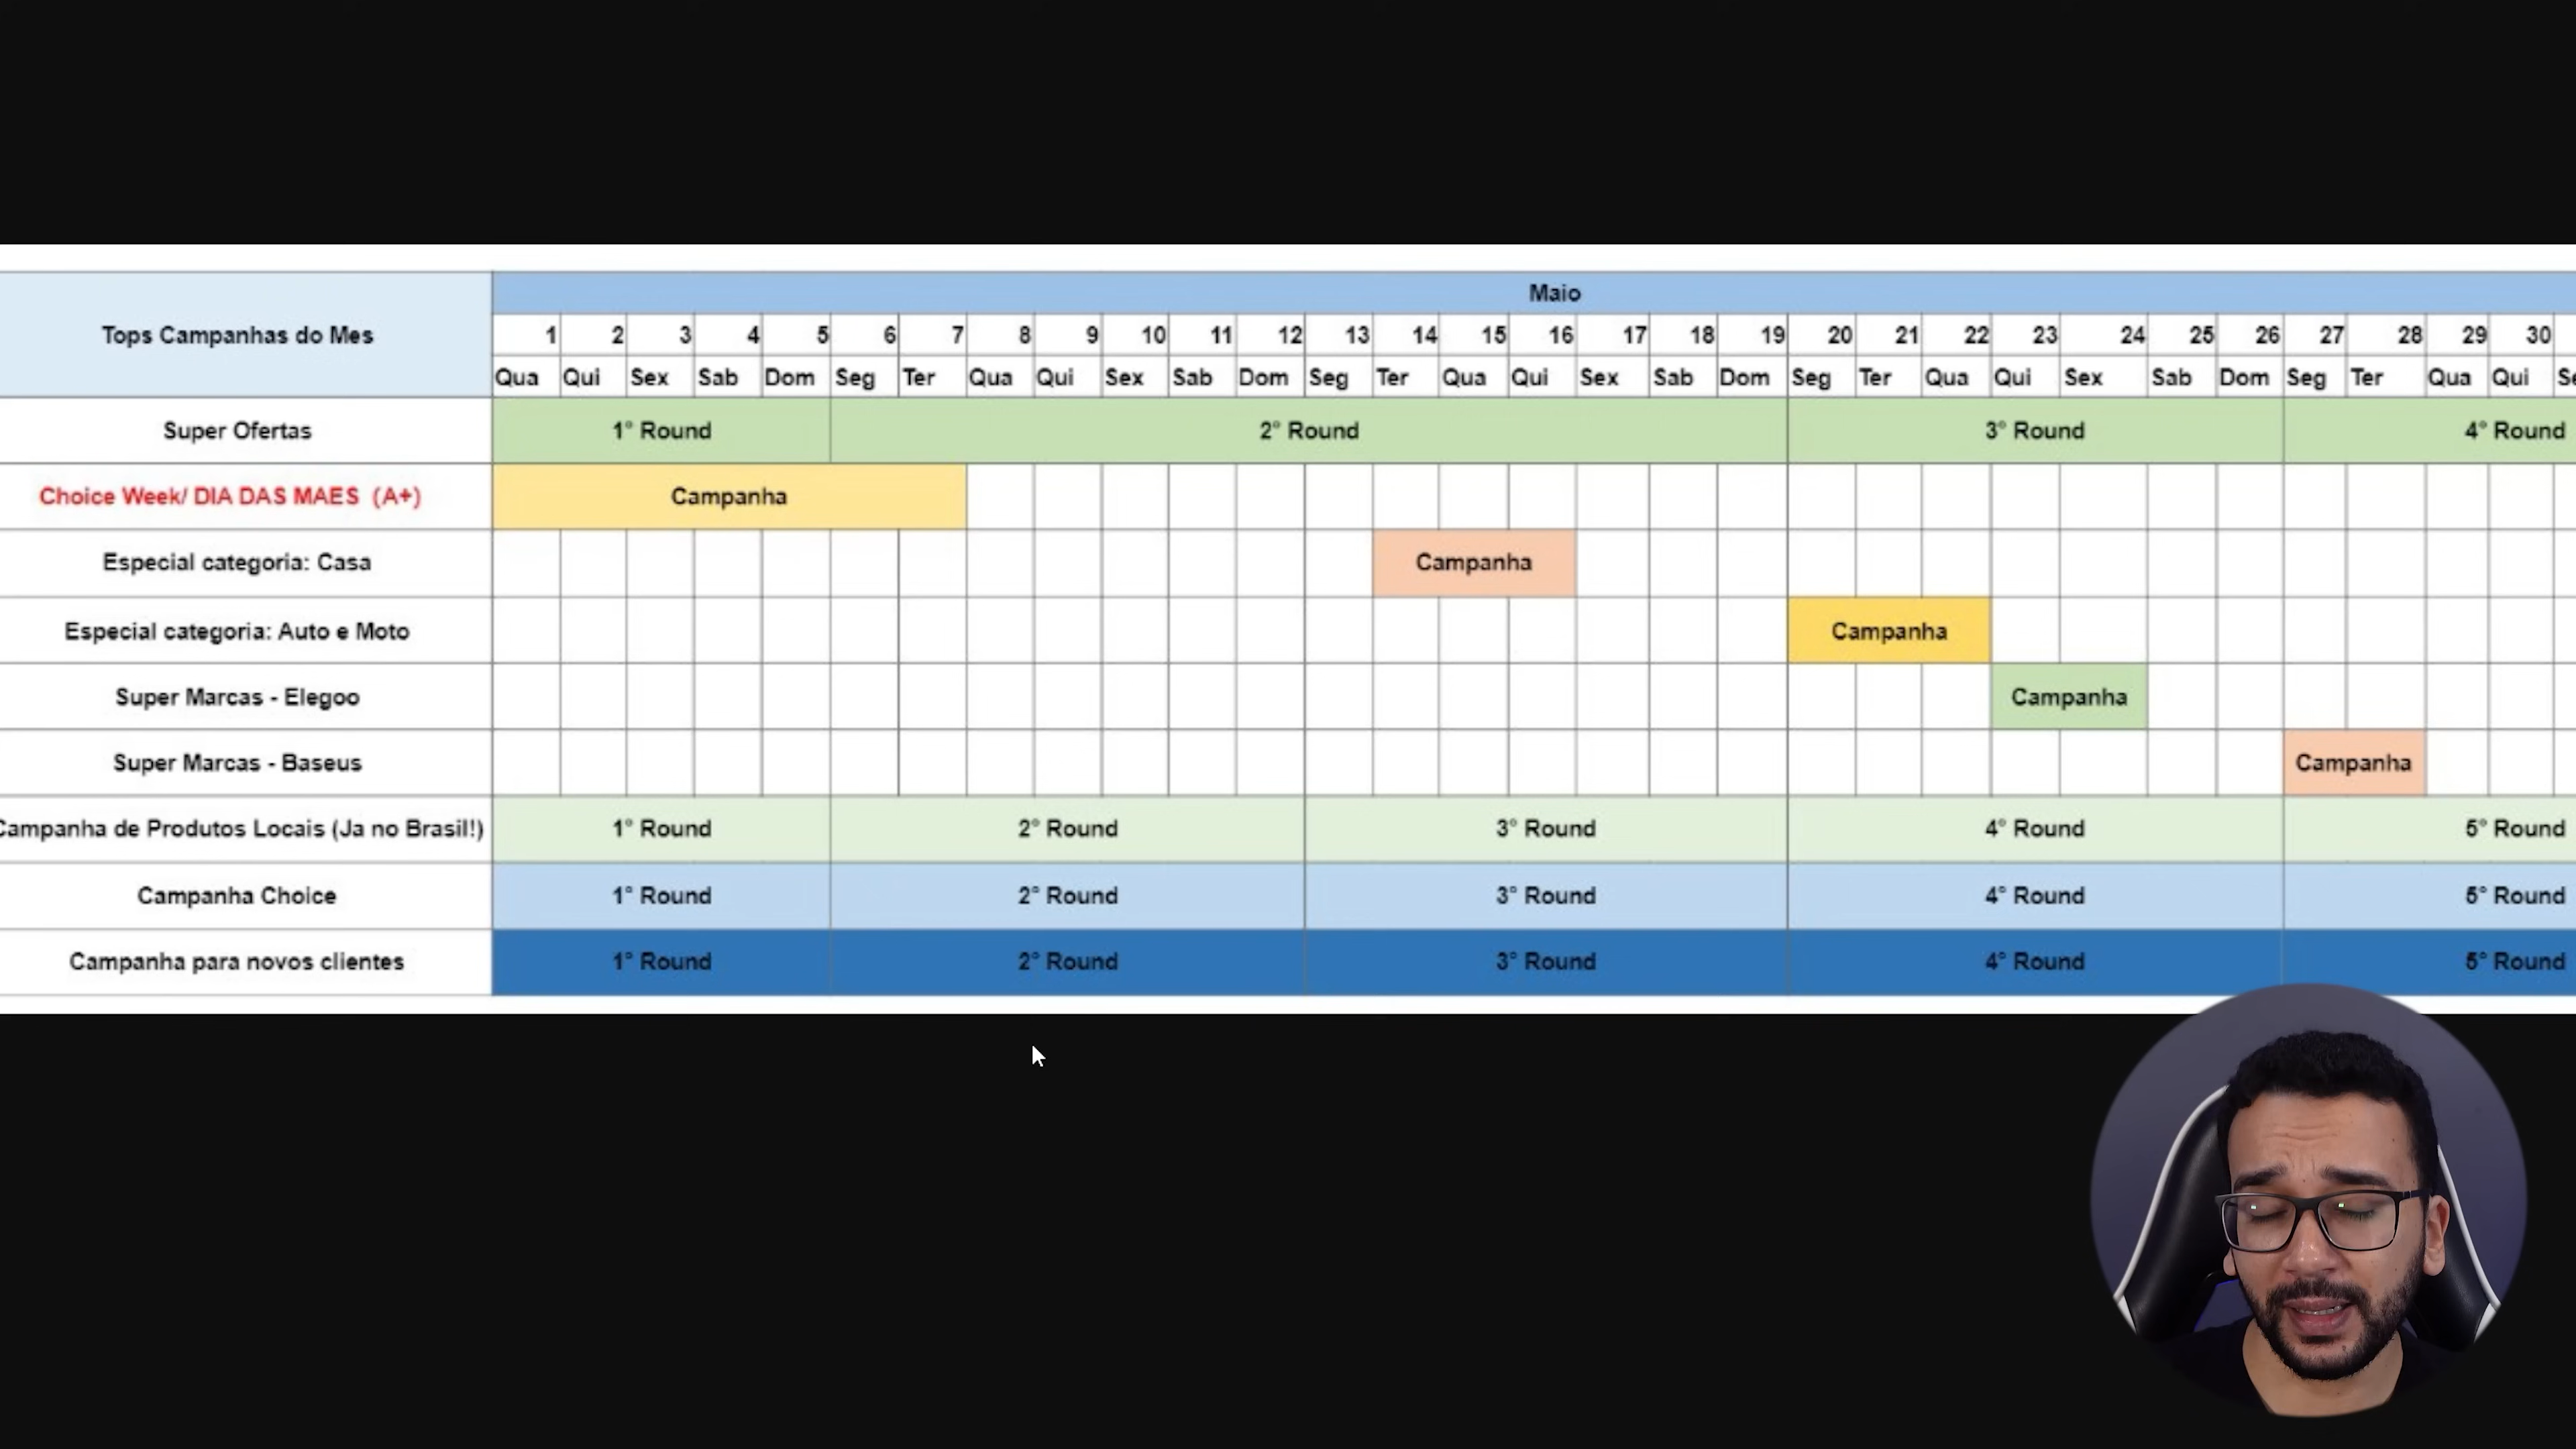 Maio
Tops Campanhas do Mes
1 2 3 4 5 6 7 8 9 10 11 12 13 14 15 16 17 18 19 20 21 22 23 24 25 26 27 28 29 30
Qua Qui Sex Sab Dom Seg Ter Qua Qui Sex Sab Dom Seg Ter Qua Qui Sex Sab Dom Seg Ter Qua Qui Sex Sab Dom Seg Ter Qua Qui
Super Ofertas 1° Round 2° Round 3° Round 4° Round
Choice Week/ DIA DAS MAES (A+) Campanha
Especial categoria: Casa Campanha
Especial categoria: Auto e Moto Campanha
Super Marcas - Elegoo Campanha
Super Marcas - Baseus Campanha
Campanha de Produtos Locais (Ja no Brasil!) 1° Round 2° Round 3° Round 4° Round 5° Round
Campanha Choice 1° Round 2° Round 3° Round 4° Round 5° Round
Campanha para novos clientes 1° Round 2° Round 3° Round 4° Round 5° Round